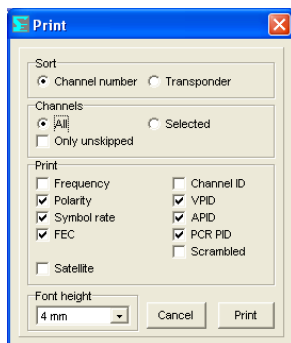 Print
Sort
Channel number Transponder
Channels
All Selected
Only unskipped
Print
Frequency Channel ID
Polarity VPID
Symbol rate APID
FEC PCR PID
Scrambled
Satellite
Font height
4 mm Cancel Print